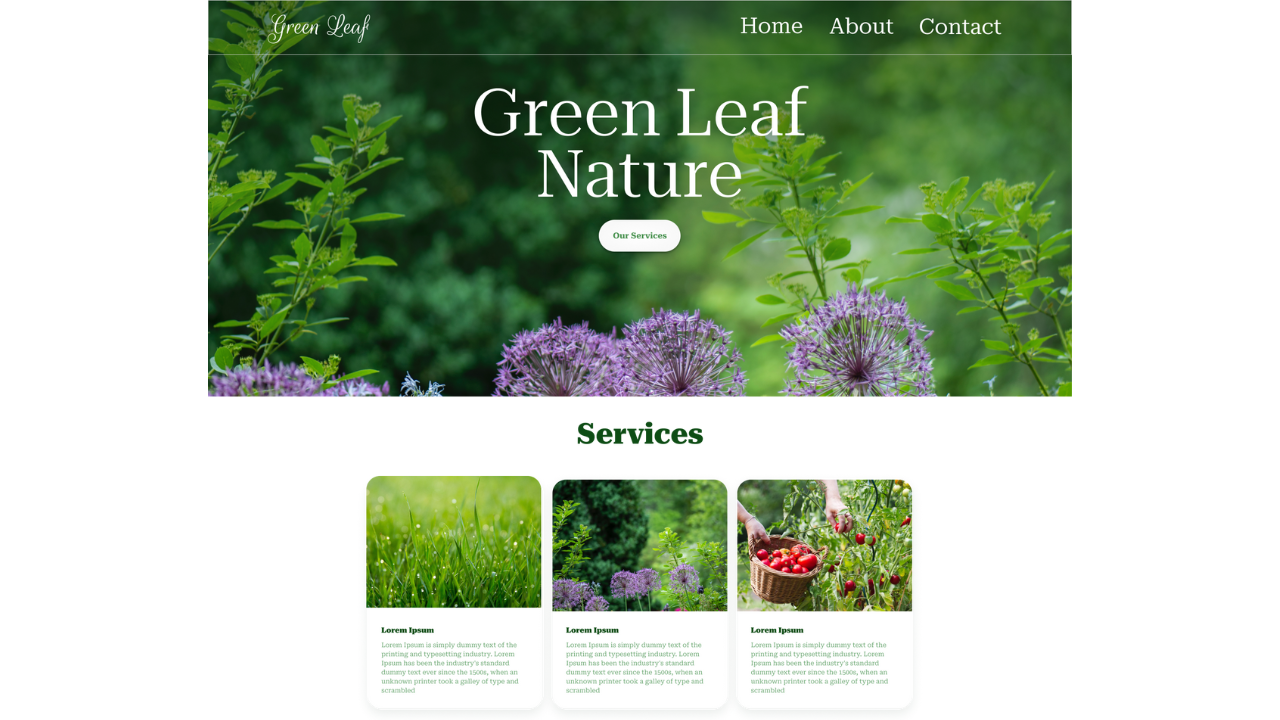 Green Leaf
Home About Contact
Green Leaf
Nature
Our Services
Services
Lorem Ipsum
Lorem Ipsum is simply dummy text of the
printing and typesetting industry. Lorem
Ipsum has been the industry's standard
dummy text ever since the 1500s, when an
unknown printer took a galley of type and
scrambled
Lorem Ipsum
Lorem Ipsum is simply dummy text of the
printing and typesetting industry. Lorem
Ipsum has been the industry's standard
dummy text ever since the 1500s, when an
unknown printer took a galley of type and
scrambled
Lorem Ipsum
Lorem Ipsum is simply dummy text of the
printing and typesetting industry. Lorem
Ipsum has been the industry's standard
dummy text ever since the 1500s, when an
unknown printer took a galley of type and
scrambled